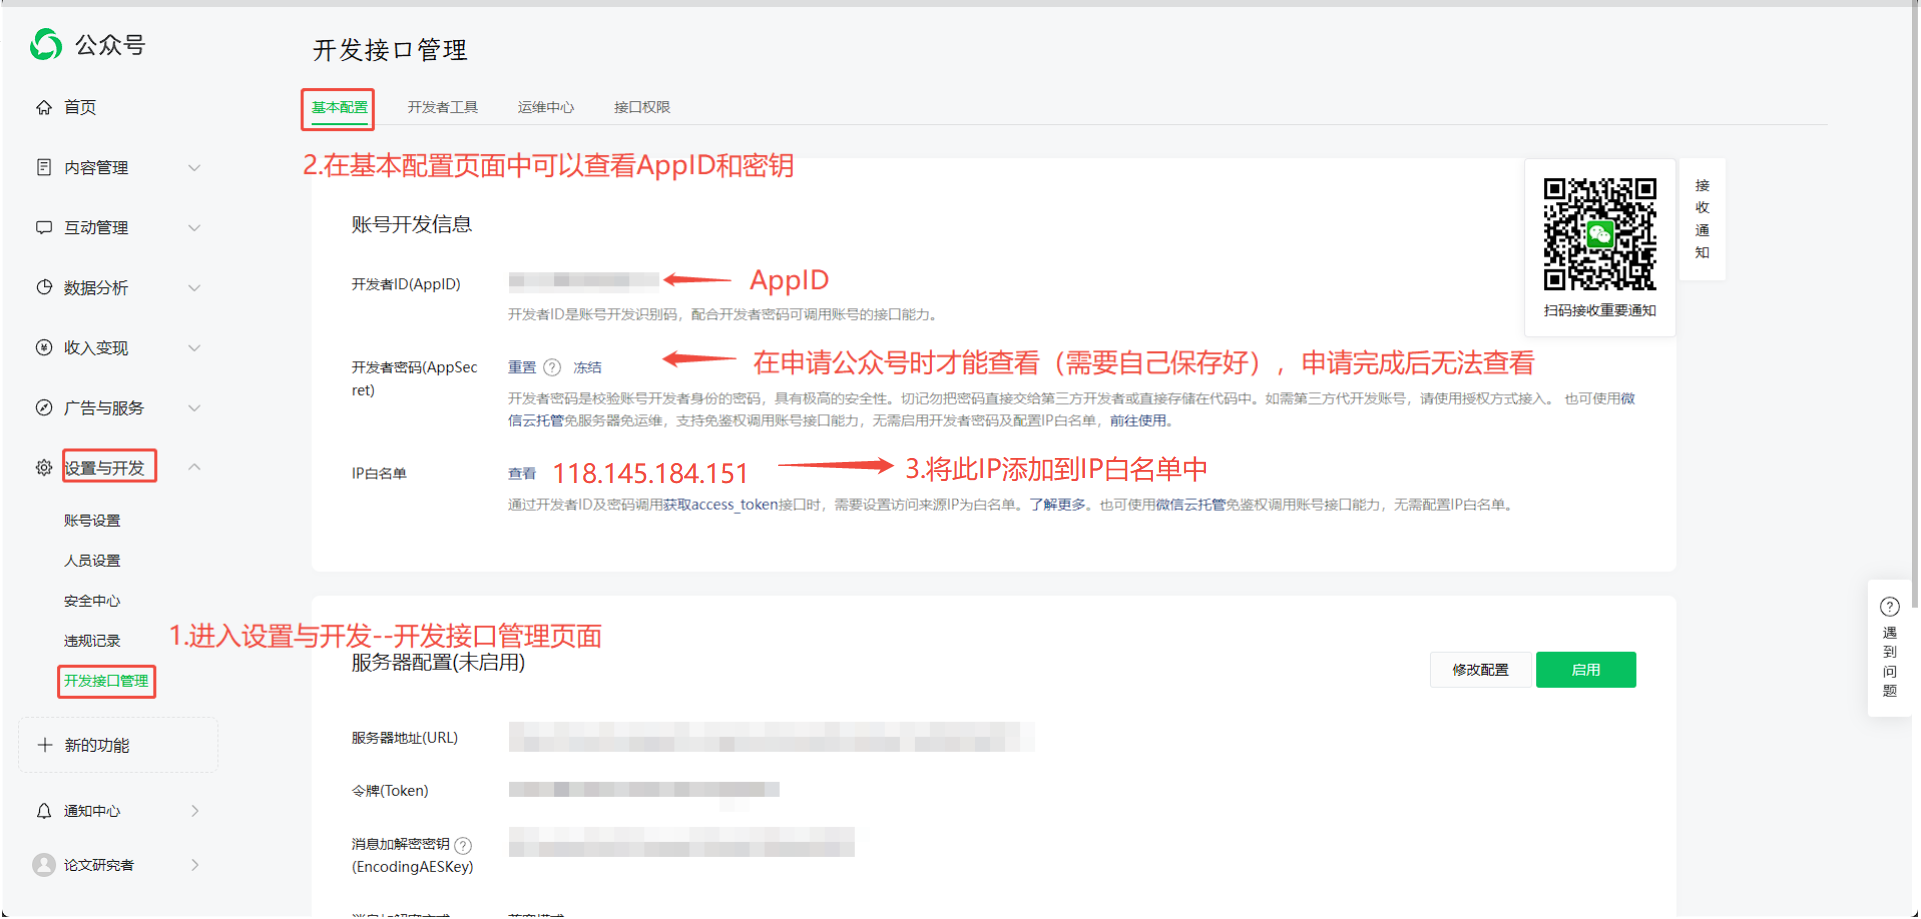 公众号
首页
内容管理
互动管理
数据分析
收入变现
广告与服务
设置与开发
账号设置
人员设置
安全中心
违规记录
开发接口管理
新的功能
通知中心
论文研究者
开发接口管理
基本配置 开发者工具 运维中心 接口权限
2.在基本配置页面中可以查看AppID和密钥
账号开发信息
开发者ID(AppID) AppID
开发者ID是账号开发识别码，配合开发者密码可调用账号的接口能力。
开发者密码(AppSec
ret)
重置 ? 冻结 在申请公众号时才能查看（需要自己保存好），申请完成后无法查看
开发者密码是校验账号开发者身份的密码，具有极高的安全性。切记勿把密码直接交给第三方开发者或直接存储在代码中。如需第三方代开发账号，请使用授权方式接入。 也可使用微
信云托管免服务器免运维，支持免鉴权调用账号接口能力，无需启用开发者密码及配置IP白名单，前往使用。
IP白名单 查看 118.145.184.151 3.将此IP添加到IP白名单中
通过开发者ID及密码调用获取access_token接口时，需要设置访问来源IP为白名单。了解更多。也可使用微信云托管免鉴权调用账号接口能力，无需配置IP白名单。
扫码接收重要通知
接
收
通
知
1.进入设置与开发--开发接口管理页面
服务器配置(未启用)
修改配置 启用
服务器地址(URL)
令牌(Token)
消息加解密密钥 ?
(EncodingAESKey)
?
遇
到
问
题